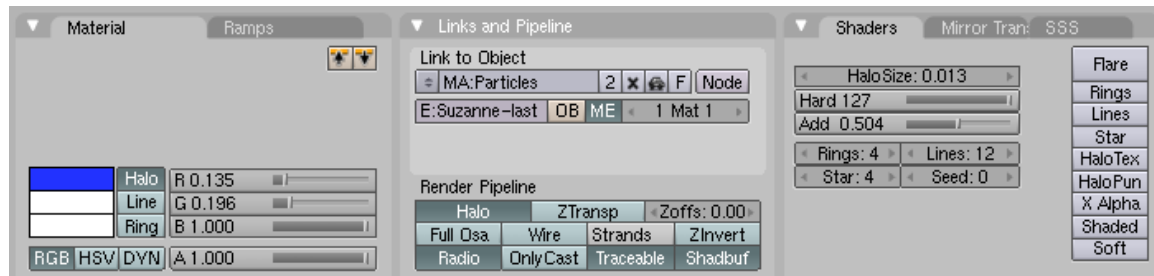 Material Ramps
Halo R 0.135
Line G 0.196
Ring B 1.000
RGB HSV DYN A 1.000
Links and Pipeline
Link to Object
MA:Particles 2 F Node
E:Suzanne-last OB ME 1 Mat 1
Render Pipeline
Halo ZTransp Zoffs: 0.00
Full Osa Wire Strands ZInvert
Radio OnlyCast Traceable Shadbuf
Shaders Mirror Tran SSS
HaloSize: 0.013
Hard 127
Add 0.504
Rings: 4 Lines: 12
Star: 4 Seed: 0
Flare
Rings
Lines
Star
HaloTex
HaloPun
X Alpha
Shaded
Soft